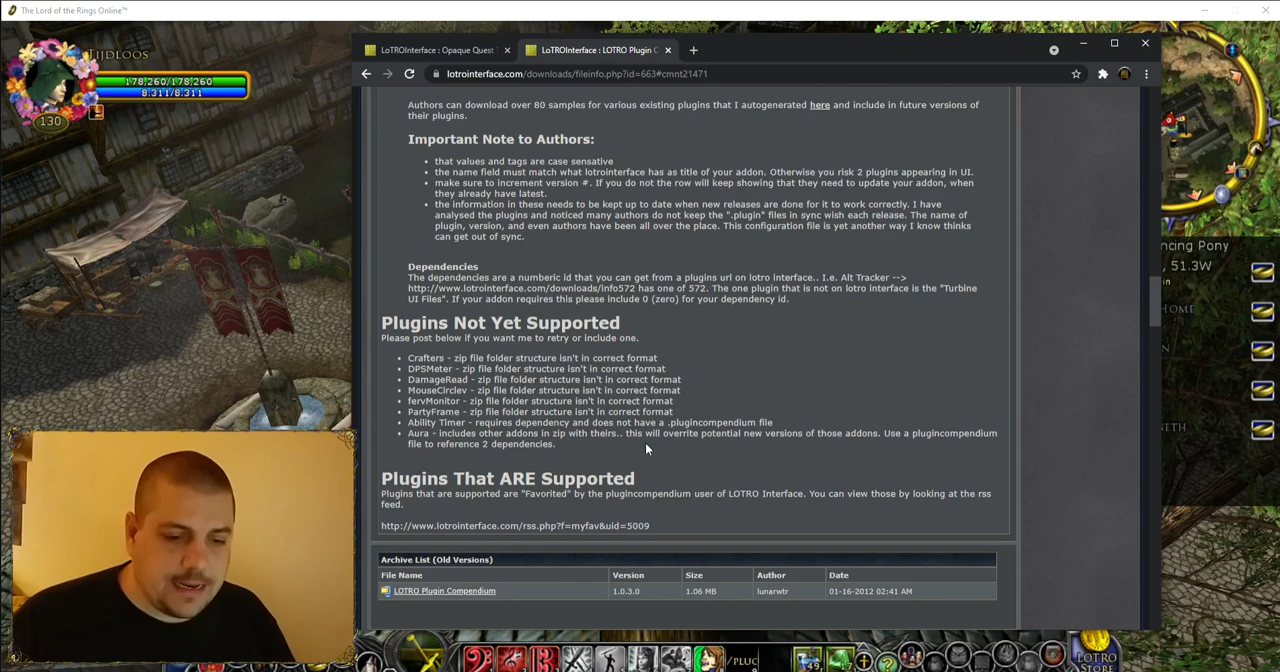 The Lord of the Rings Online™
TIJDLOOS
178,260/178,260
8.311/8.311
130
LoTROInterface : Opaque Quest
LoTROInterface : LOTRO Plugin C
lotrointerface.com/downloads/fileinfo.php?id=663#cmnt21471
Authors can download over 80 samples for various existing plugins that I autogenerated here and include in future versions of
their plugins.
Important Note to Authors:
that values and tags are case sensative
the name field must match what lotrointerface has as title of your addon. Otherwise you risk 2 plugins appearing in UI.
make sure to increment version #. If you do not the row will keep showing that they need to update your addon, when
they already have latest.
the information in these needs to be kept up to date when new releases are done for it to work correctly. I have
analysed the plugins and noticed many authors do not keep the ".plugin" files in sync wish each release. The name of
plugin, version, and even authors have been all over the place. This configuration file is yet another way I know thinks
can get out of sync.
Dependencies
The dependencies are a numberic id that you can get from a plugins url on lotro interface.. I.e. Alt Tracker -->
http://www.lotrointerface.com/downloads/info572 has one of 572. The one plugin that is not on lotro interface is the "Turbine
UI Files". If your addon requires this please include 0 (zero) for your dependency id.
Plugins Not Yet Supported
Please post below if you want me to retry or include one.
Crafters - zip file folder structure isn't in correct format
DPSMeter - zip file folder structure isn't in correct format
DamageRead - zip file folder structure isn't in correct format
MouseCirclev - zip file folder structure isn't in correct format
fervMonitor - zip file folder structure isn't in correct format
PartyFrame - zip file folder structure isn't in correct format
Ability Timer - requires dependency and does not have a .plugincompendium file
Aura - includes other addons in zip with theirs.. this will overrite potential new versions of those addons. Use a plugincompendium
file to reference 2 dependencies.
Plugins That ARE Supported
Plugins that are supported are "Favorited" by the plugincompendium user of LOTRO Interface. You can view those by looking at the rss
feed.
http://www.lotrointerface.com/rss.php?f=myfav&uid=5009
Archive List (Old Versions)
File Name Version Size Author Date
LOTRO Plugin Compendium 1.0.3.0 1.06 MB lunarwtr 01-16-2012 02:41 AM
ncing Pony
, 51.3W
HOME
NETH
/PLUC
LOTRO
STORE